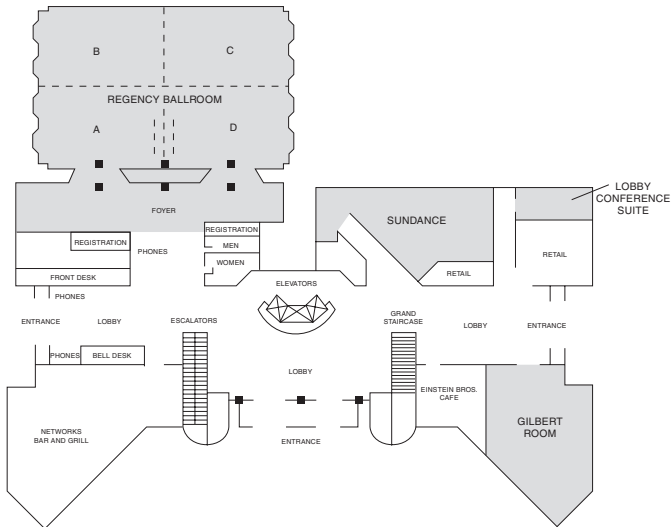 B
C
REGENCY BALLROOM
A
D
LOBBY
CONFERENCE
SUITE
FOYER
SUNDANCE
REGISTRATION
REGISTRATION
MEN
PHONES
WOMEN
RETAIL
RETAIL
FRONT DESK
ELEVATORS
PHONES
ENTRANCE
LOBBY
ESCALATORS
GRAND
STAIRCASE
LOBBY
ENTRANCE
PHONES
BELL DESK
LOBBY
EINSTEIN BROS.
CAFE
GILBERT
ROOM
NETWORKS
BAR AND GRILL
ENTRANCE